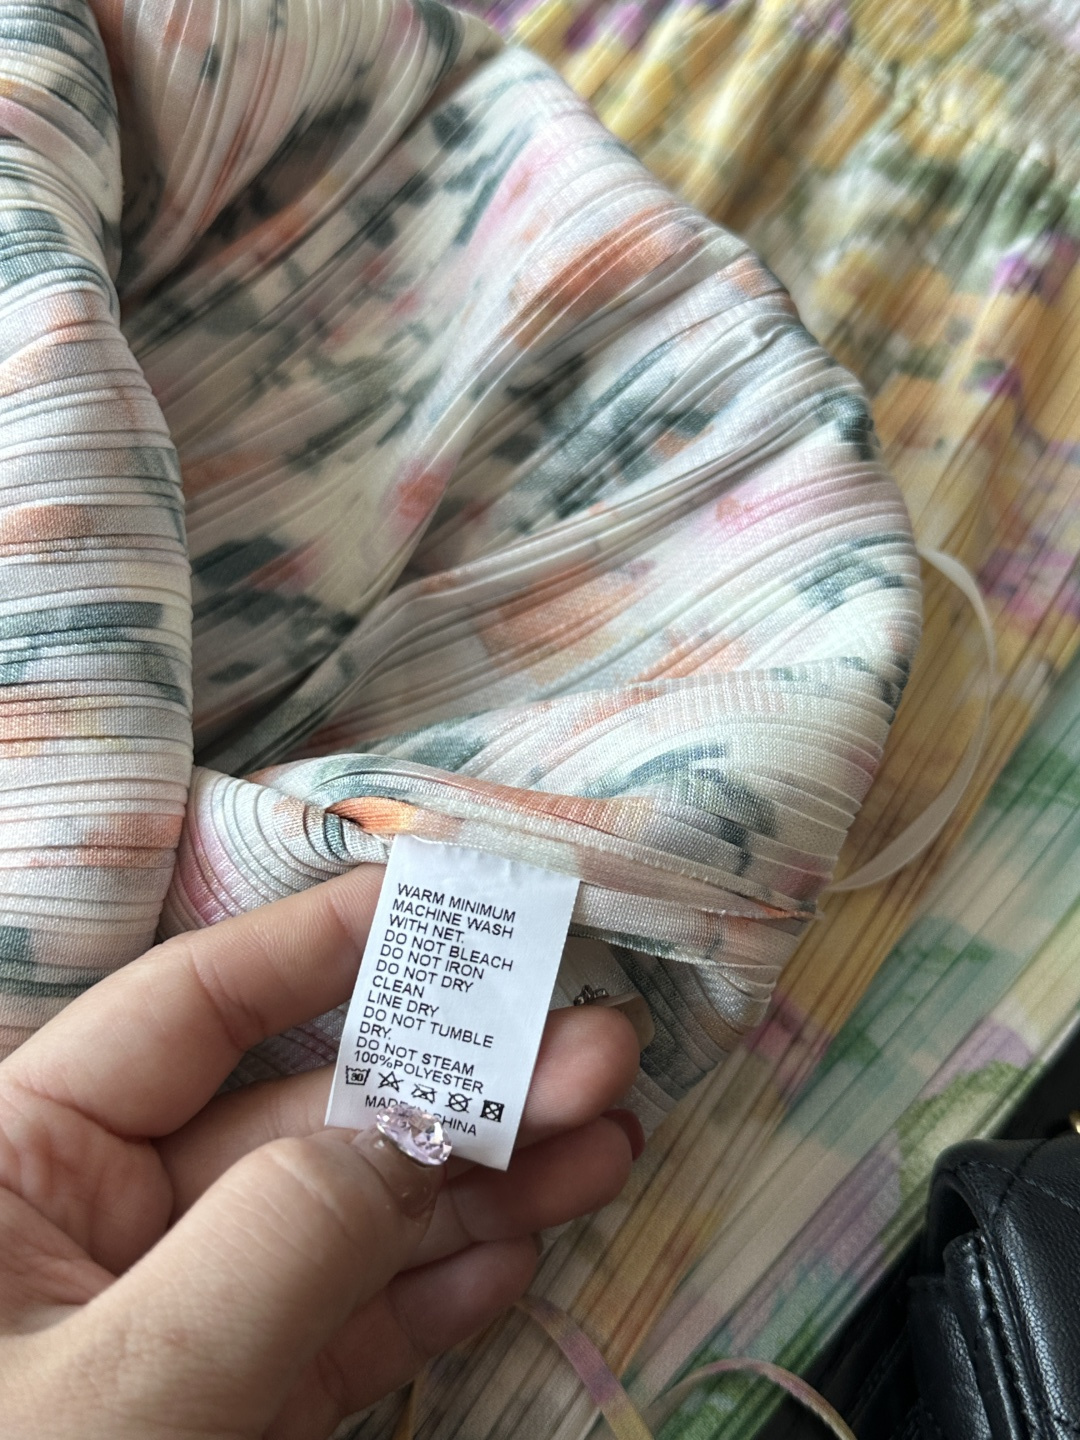 WARM MINIMUM
MACHINE WASH
WITH NET.
DO NOT BLEACH
DO NOT IRON
DO NOT DRY
CLEAN
LINE DRY
DO NOT TUMBLE
DRY.
DO NOT STEAM
100%POLYESTER
30